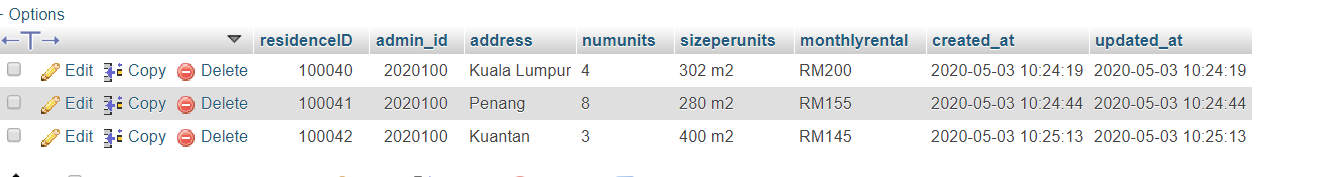 - Options
←T→ residenceID admin_id address numunits sizeperunits monthlyrental created_at updated_at
Edit Copy Delete 100040 2020100 Kuala Lumpur 4 302 m2 RM200 2020-05-03 10:24:19 2020-05-03 10:24:19
Edit Copy Delete 100041 2020100 Penang 8 280 m2 RM155 2020-05-03 10:24:44 2020-05-03 10:24:44
Edit Copy Delete 100042 2020100 Kuantan 3 400 m2 RM145 2020-05-03 10:25:13 2020-05-03 10:25:13